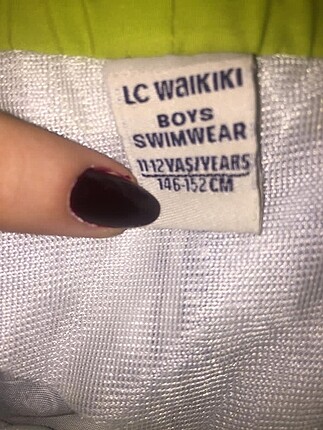 LC WAIKIKI
BOYS
SWIMWEAR
11-12 YAŞ/YEARS
146-152 CM